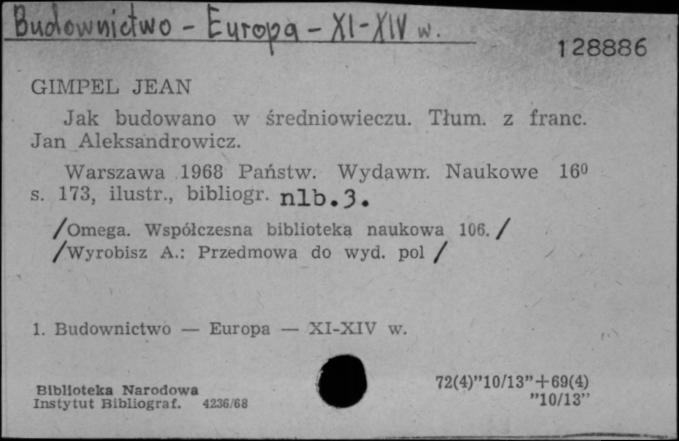 Budownictwo - Europa - XI-XIV w.
128886
GIMPEL JEAN
Jak budowano w średniowieczu. Tłum. z franc.
Jan Aleksandrowicz.
Warszawa 1968 Państw. Wydawn. Naukowe 16⁰
s. 173, ilustr., bibliogr. nlb.3.
/Omega. Współczesna biblioteka naukowa 106./
/Wyrobisz A.: Przedmowa do wyd. pol/
1. Budownictwo — Europa — XI-XIV w.
Biblioteka Narodowa
Instytut Bibliograf. 4236/68
72(4)"10/13"+69(4)
"10/13"